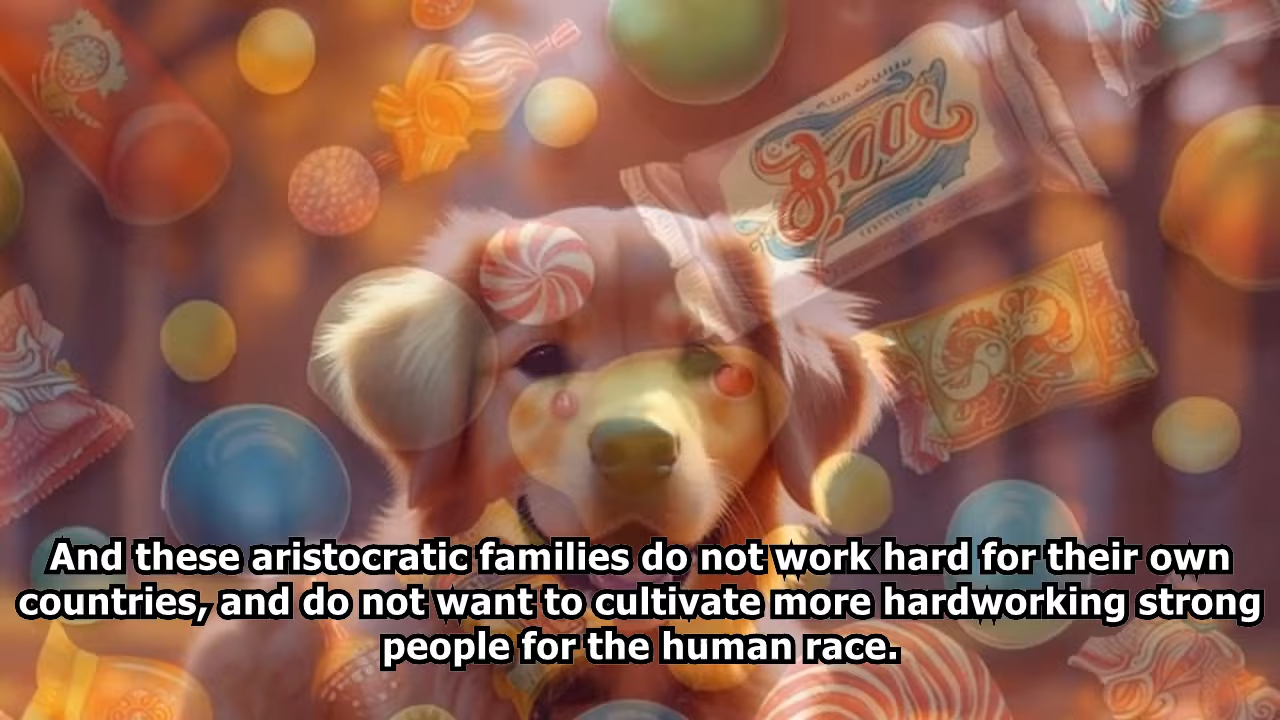 And these aristocratic families do not work hard for their own
countries, and do not want to cultivate more hardworking strong
people for the human race.